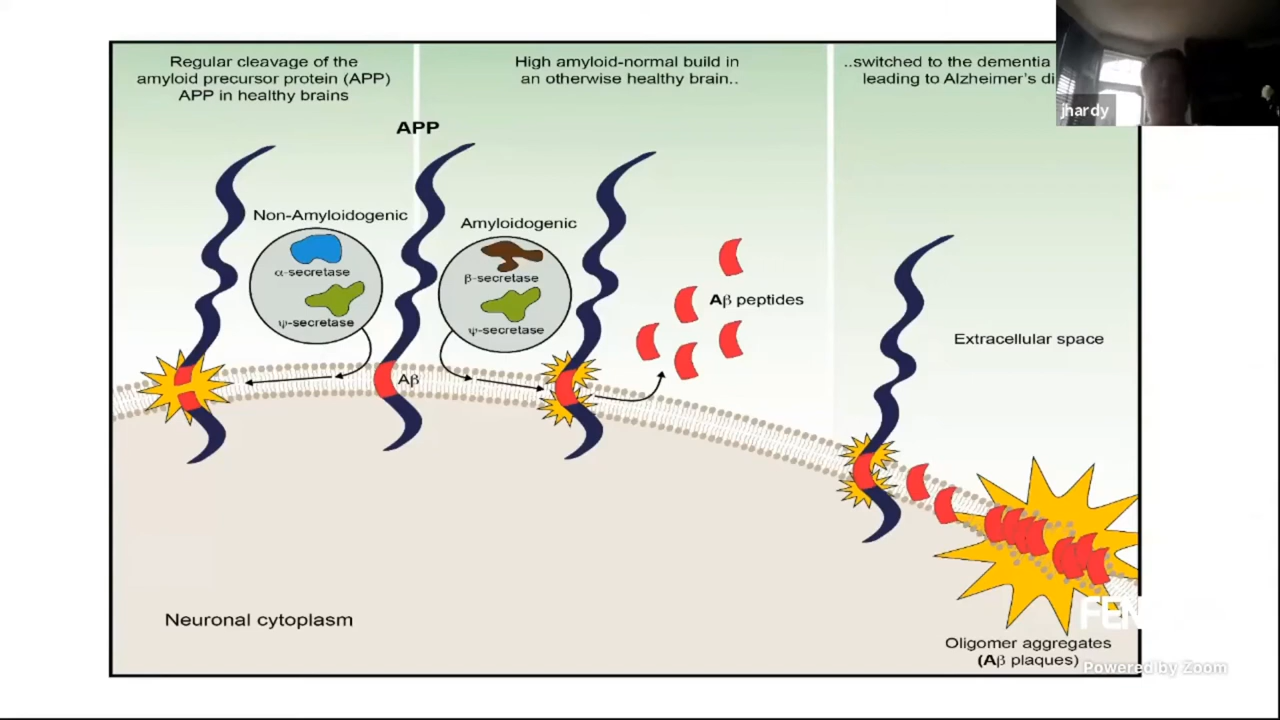 Regular cleavage of the
amyloid precursor protein (APP)
APP in healthy brains
High amyloid-normal build in
an otherwise healthy brain..
..switched to the dementia
leading to Alzheimer's di
jhardy
APP
Non-Amyloidogenic
α-secretase
ψ-secretase
Amyloidogenic
β-secretase
ψ-secretase
Aβ
Aβ peptides
Extracellular space
Neuronal cytoplasm
Oligomer aggregates
(Aβ plaques)
FEN
Powered by Zoom